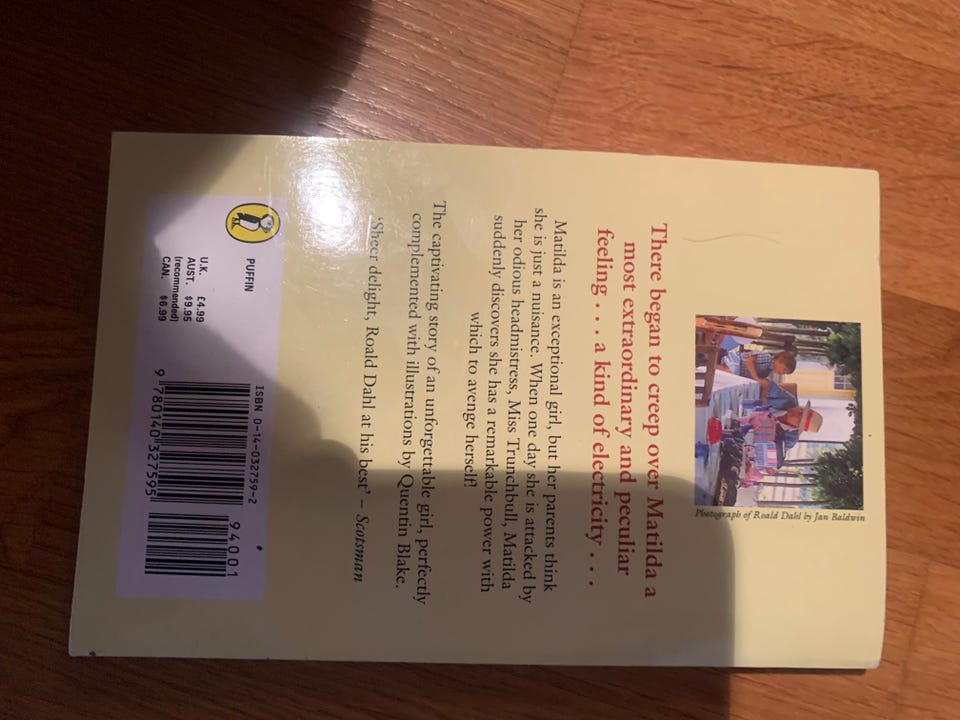 Photograph of Roald Dahl by Jan Baldwin
There began to creep over Matilda a
most extraordinary and peculiar
feeling . . . a kind of electricity . . .
Matilda is an exceptional girl, but her parents think
she is just a nuisance. When one day she is attacked by
her odious headmistress, Miss Trunchbull, Matilda
suddenly discovers she has a remarkable power with
which to avenge herself!
The captivating story of an unforgettable girl, perfectly
complemented with illustrations by Quentin Blake.
‘Sheer delight, Roald Dahl at his best’ – Scotsman
PUFFIN
U.K. £4.99
AUST. $9.95
(recommended)
CAN. $6.99
ISBN 0-14-032759-2
94001
9 780140 327595